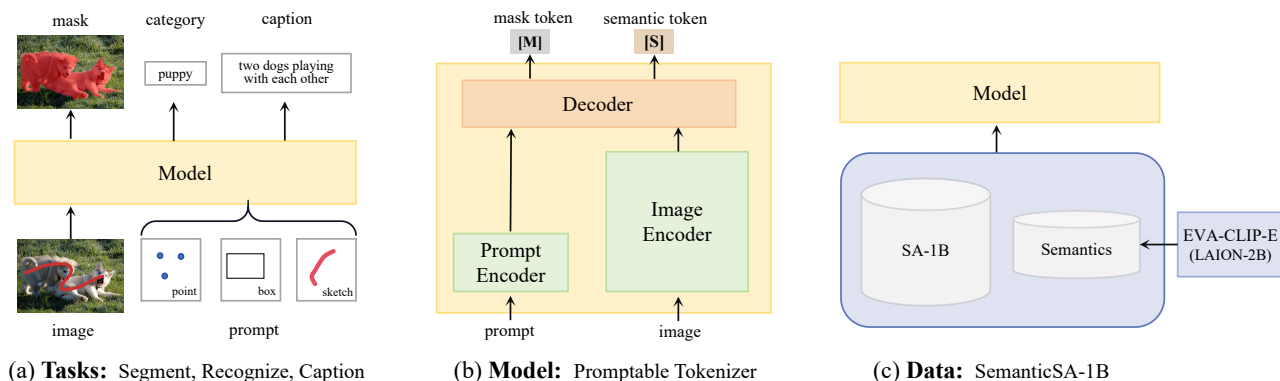 mask
category
caption
puppy
two dogs playing
with each other
Model
point
box
sketch
image
prompt
(a) Tasks: Segment, Recognize, Caption
mask token
semantic token
[M]
[S]
Decoder
Prompt
Encoder
Image
Encoder
prompt
image
(b) Model: Promptable Tokenizer
Model
SA-1B
Semantics
EVA-CLIP-E
(LAION-2B)
(c) Data: SemanticSA-1B